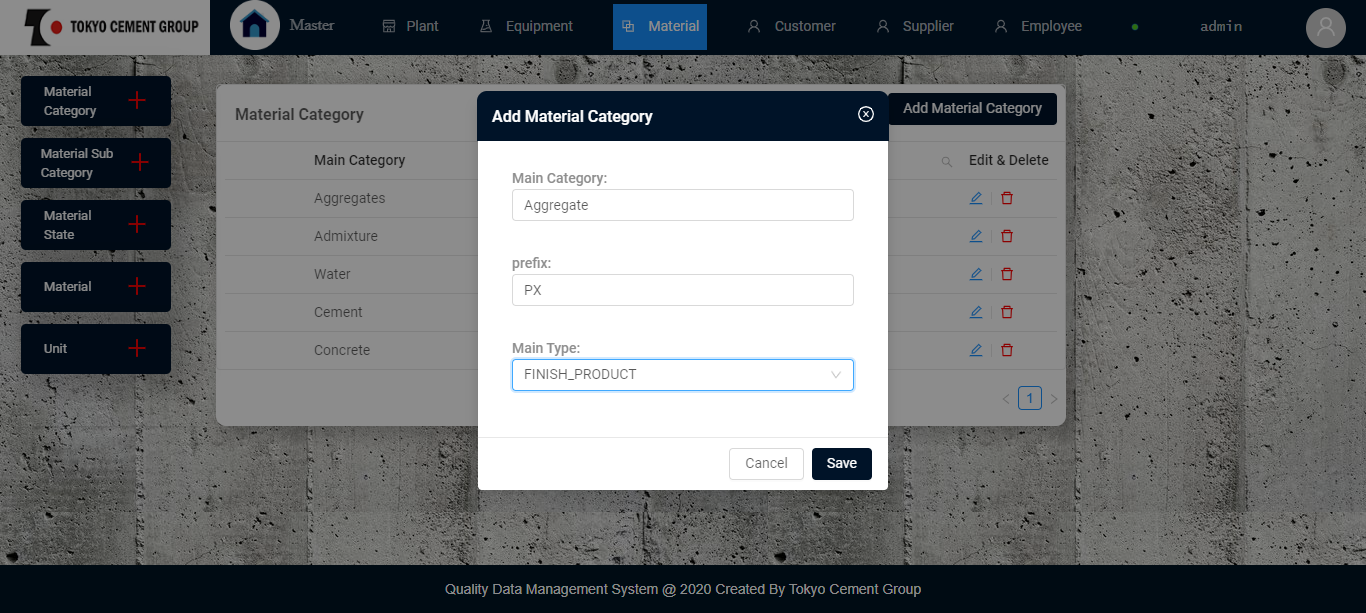 TOKYO CEMENT GROUP
Master
Plant
Equipment
Material
Customer
Supplier
Employee
admin
Material
Category
Material Sub
Category
Material
State
Material
Unit
Material Category
Add Material Category
Main Category
Edit & Delete
Aggregates
Admixture
Water
Cement
Concrete
1
Add Material Category
Main Category:
Aggregate
prefix:
PX
Main Type:
FINISH_PRODUCT
Cancel
Save
Quality Data Management System @ 2020 Created By Tokyo Cement Group